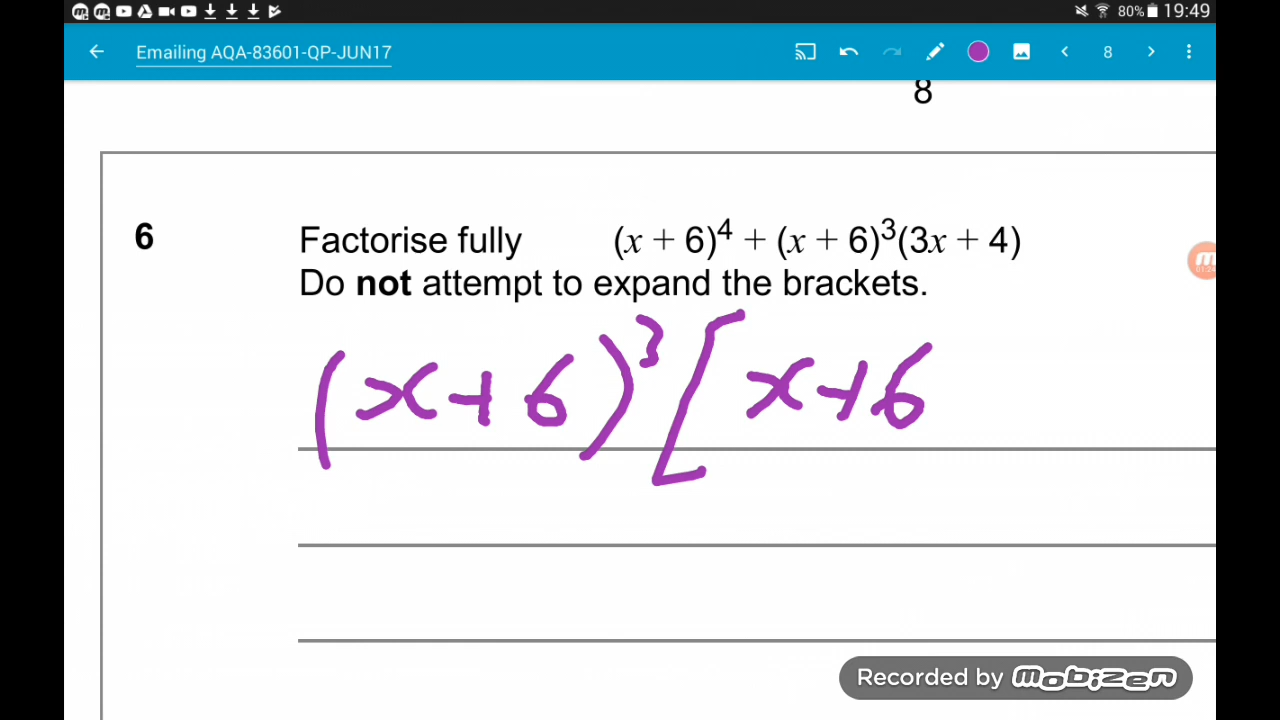 80% 19:49
Emailing AQA-83601-QP-JUN17
8
8
6
Factorise fully (x + 6)⁴ + (x + 6)³(3x + 4)
Do not attempt to expand the brackets.
(x+6)³[x+6
Recorded by mobizen